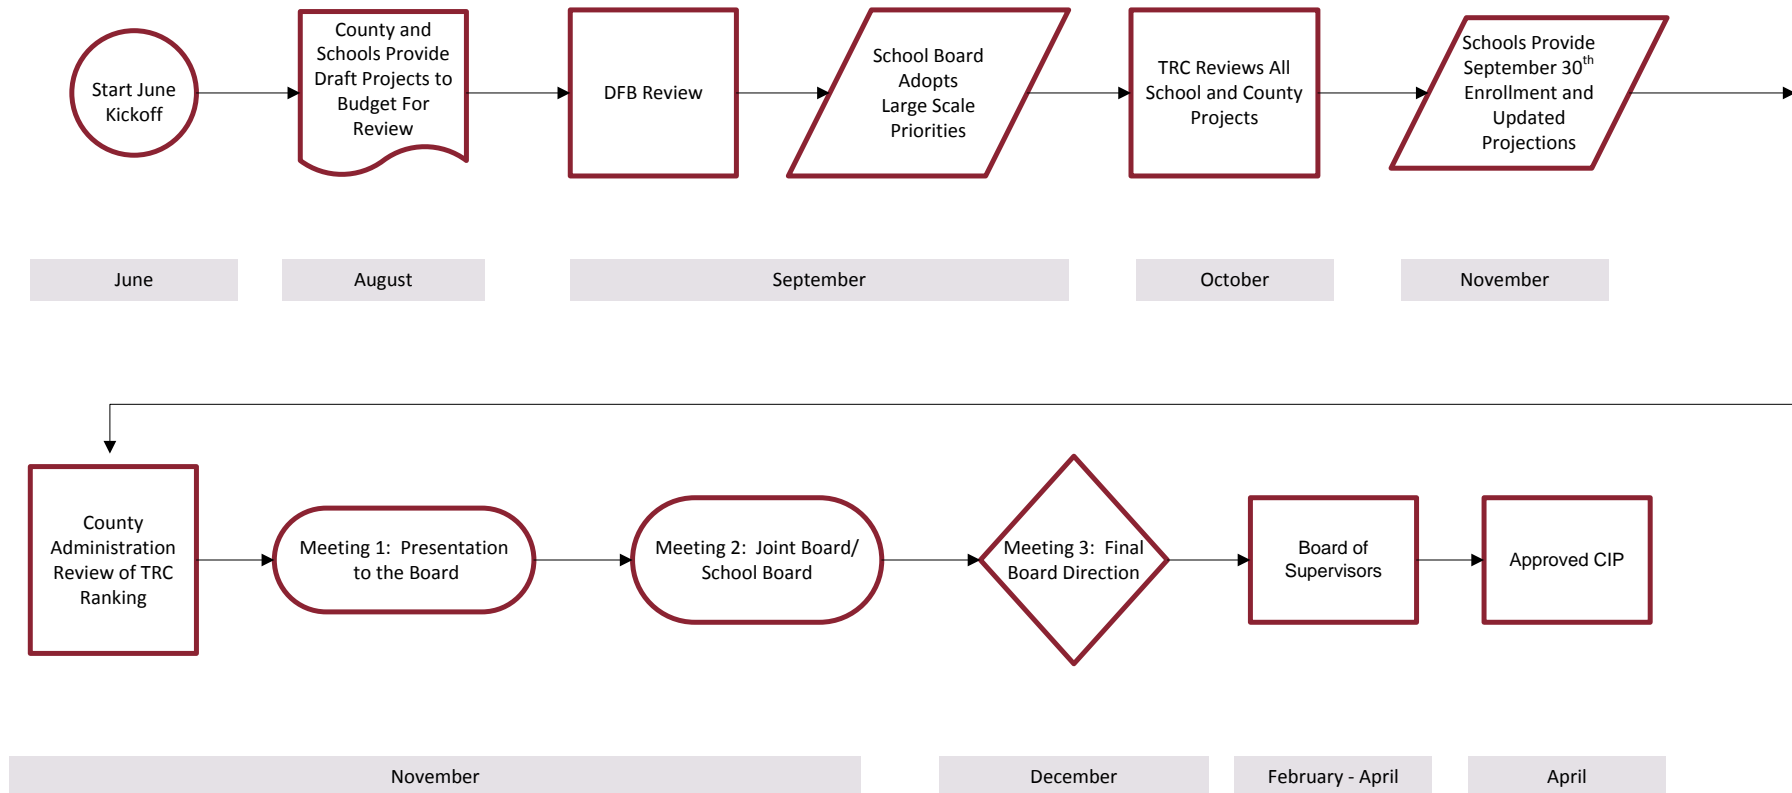 Start June
Kickoff
County and
Schools Provide
Draft Projects to
Budget For
Review
DFB Review
School Board
Adopts
Large Scale
Priorities
TRC Reviews All
School and County
Projects
Schools Provide
September 30th
Enrollment and
Updated
Projections
June
August
September
October
November
County
Administration
Review of TRC
Ranking
Meeting 1:  Presentation
to the Board
Meeting 2:  Joint Board/
School Board
Meeting 3:  Final
Board Direction
Board of
Supervisors
Approved CIP
November
December
February - April
April